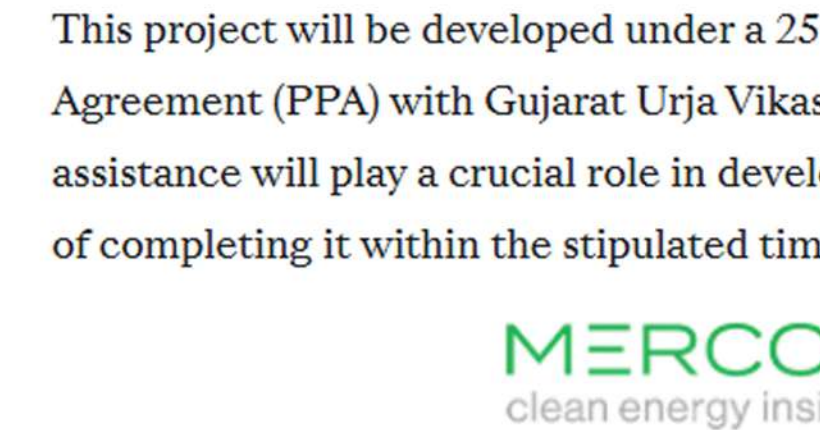 This project will be developed under a 25
Agreement (PPA) with Gujarat Urja Vikas
assistance will play a crucial role in devel
of completing it within the stipulated tim
MERCO
clean energy insi